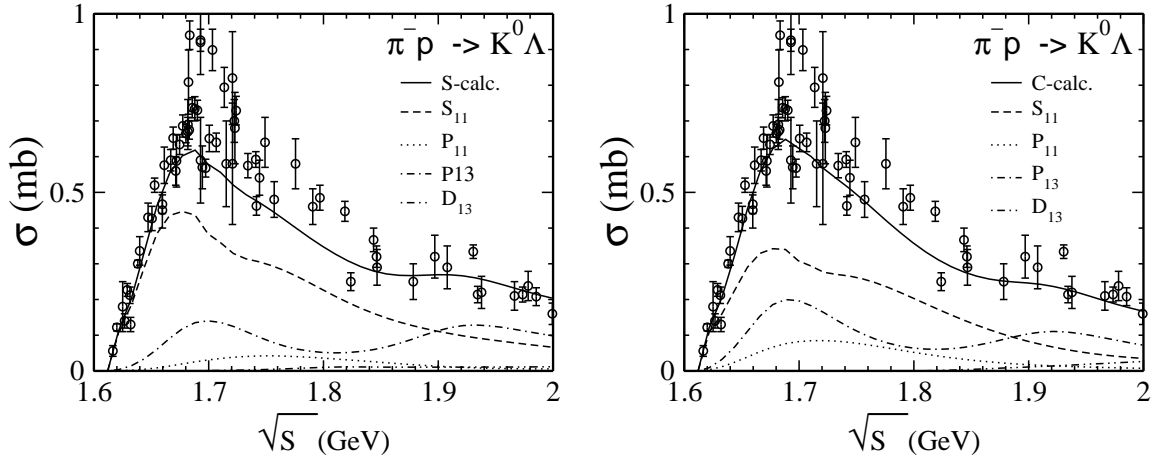 π⁻p -> K⁰Λ
S-calc.
S₁₁
P₁₁
P13
D₁₃
σ (mb)
1
0.5
0
1.6 1.7 1.8 1.9 2
√S (GeV)
π⁻p -> K⁰Λ
C-calc.
S₁₁
P₁₁
P₁₃
D₁₃
σ (mb)
1
0.5
0
1.6 1.7 1.8 1.9 2
√S (GeV)